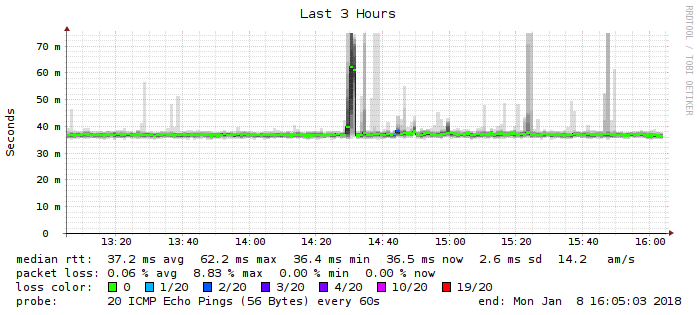 Last 3 Hours
RRDTOOL / TOBI OETIKER
Seconds
70 m
60 m
50 m
40 m
30 m
20 m
10 m
0
13:20 13:40 14:00 14:20 14:40 15:00 15:20 15:40 16:00
median rtt: 37.2 ms avg 62.2 ms max 36.4 ms min 36.5 ms now 2.6 ms sd 14.2 am/s
packet loss: 0.06 % avg 8.83 % max 0.00 % min 0.00 % now
loss color: 0 1/20 2/20 3/20 4/20 10/20 19/20
probe: 20 ICMP Echo Pings (56 Bytes) every 60s end: Mon Jan 8 16:05:03 2018